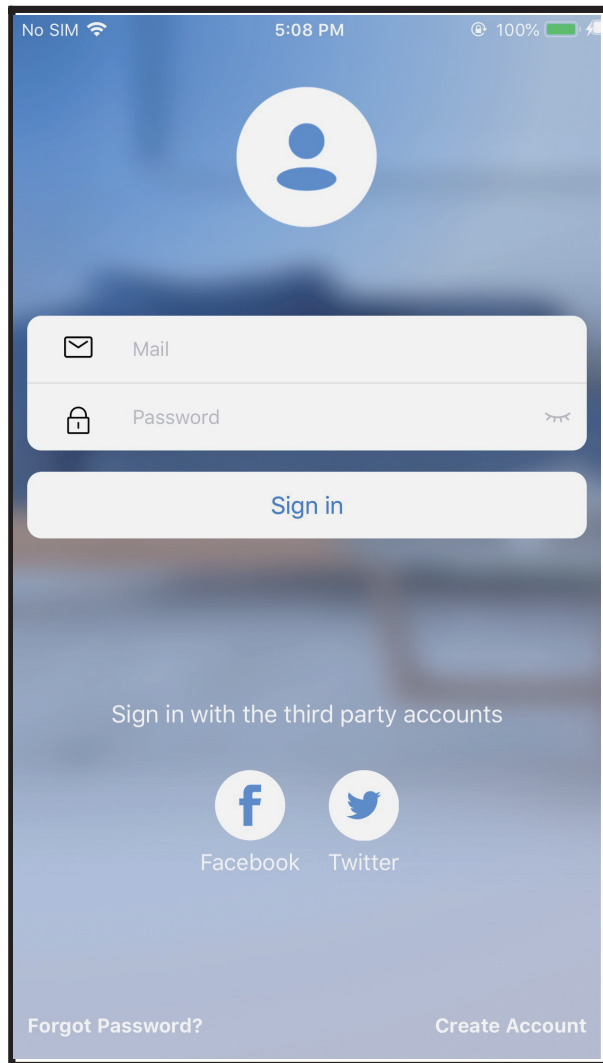 No SIM 5:08 PM 100%
Mail
Password
Sign in
Sign in with the third party accounts
Facebook Twitter
Forgot Password? Create Account